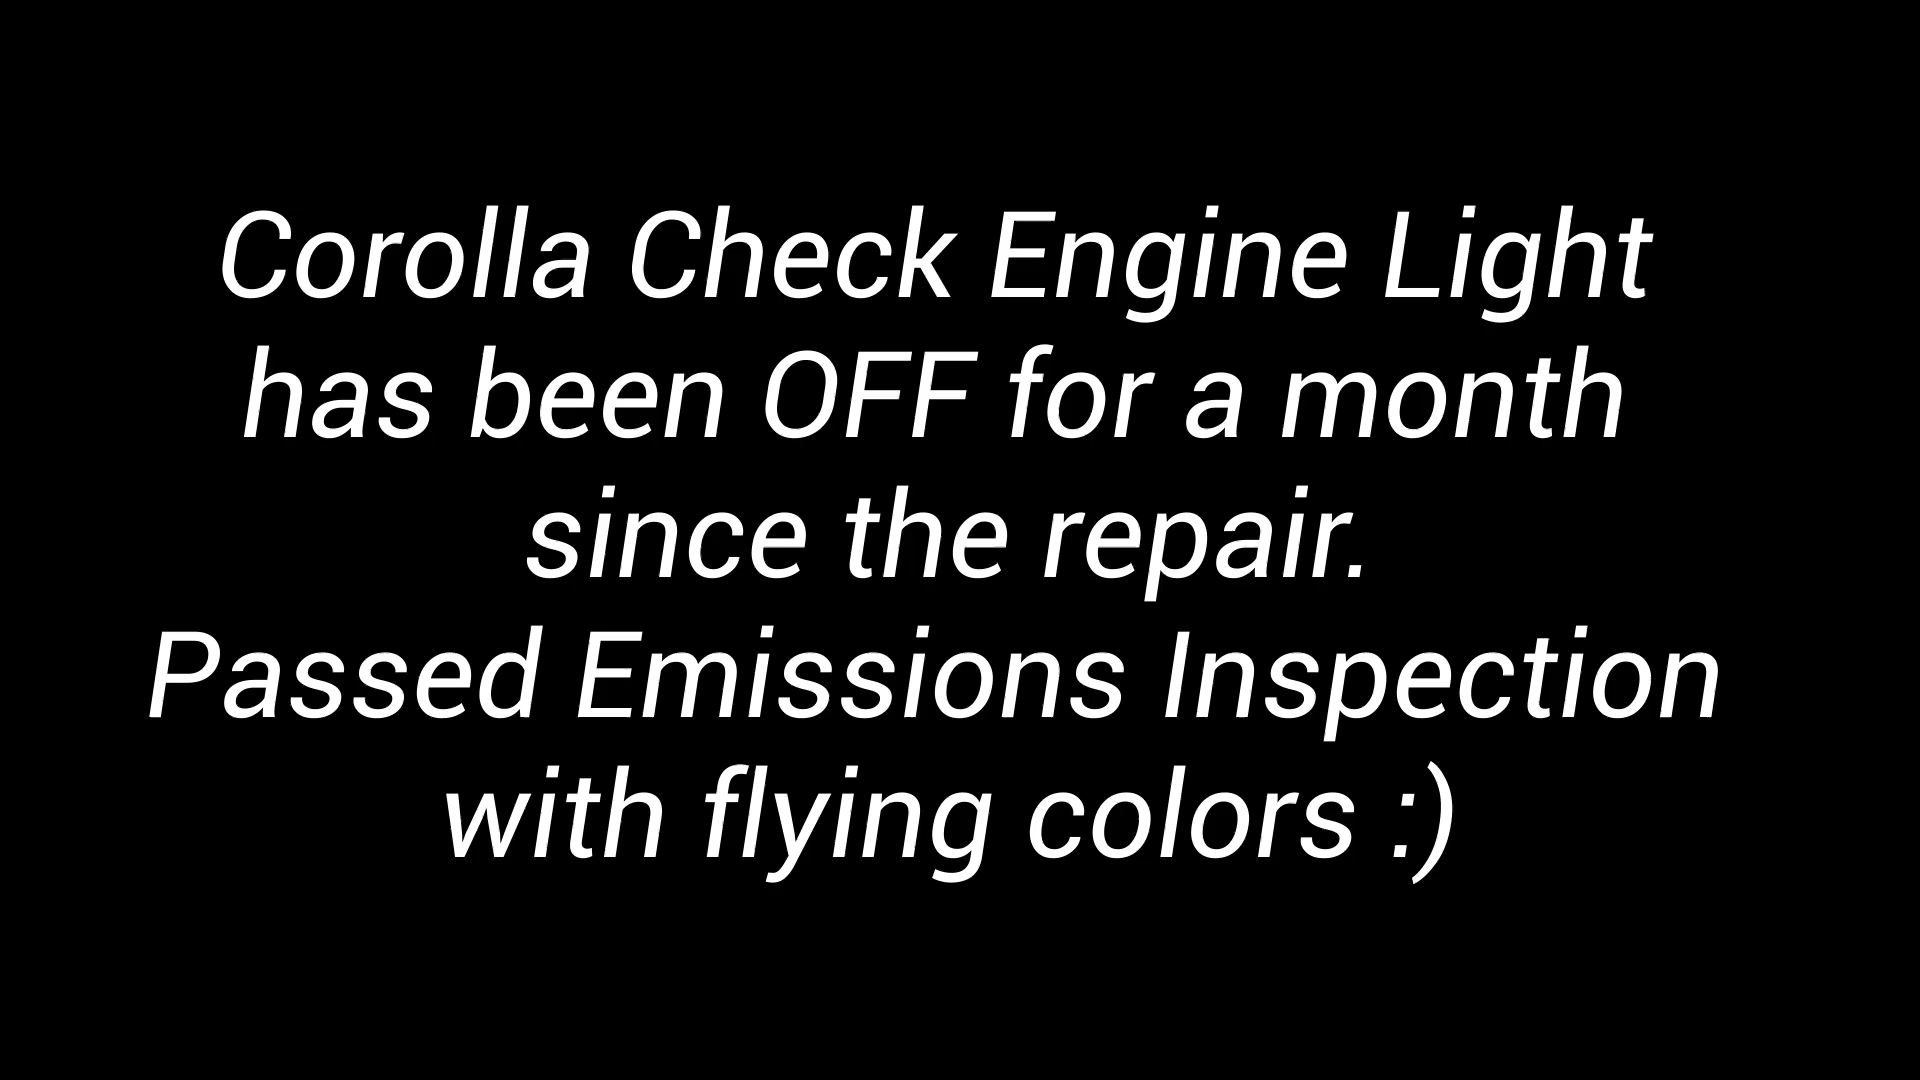 Corolla Check Engine Light
has been OFF for a month
since the repair.
Passed Emissions Inspection
with flying colors :)